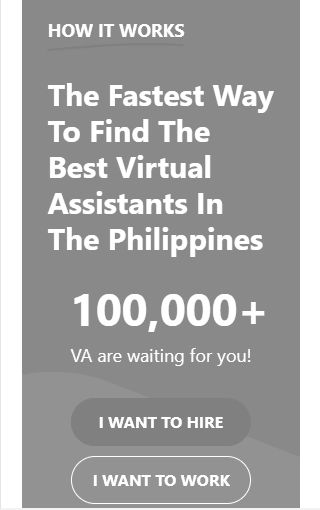 HOW IT WORKS
The Fastest Way
To Find The
Best Virtual
Assistants In
The Philippines
100,000+
VA are waiting for you!
I WANT TO HIRE
I WANT TO WORK